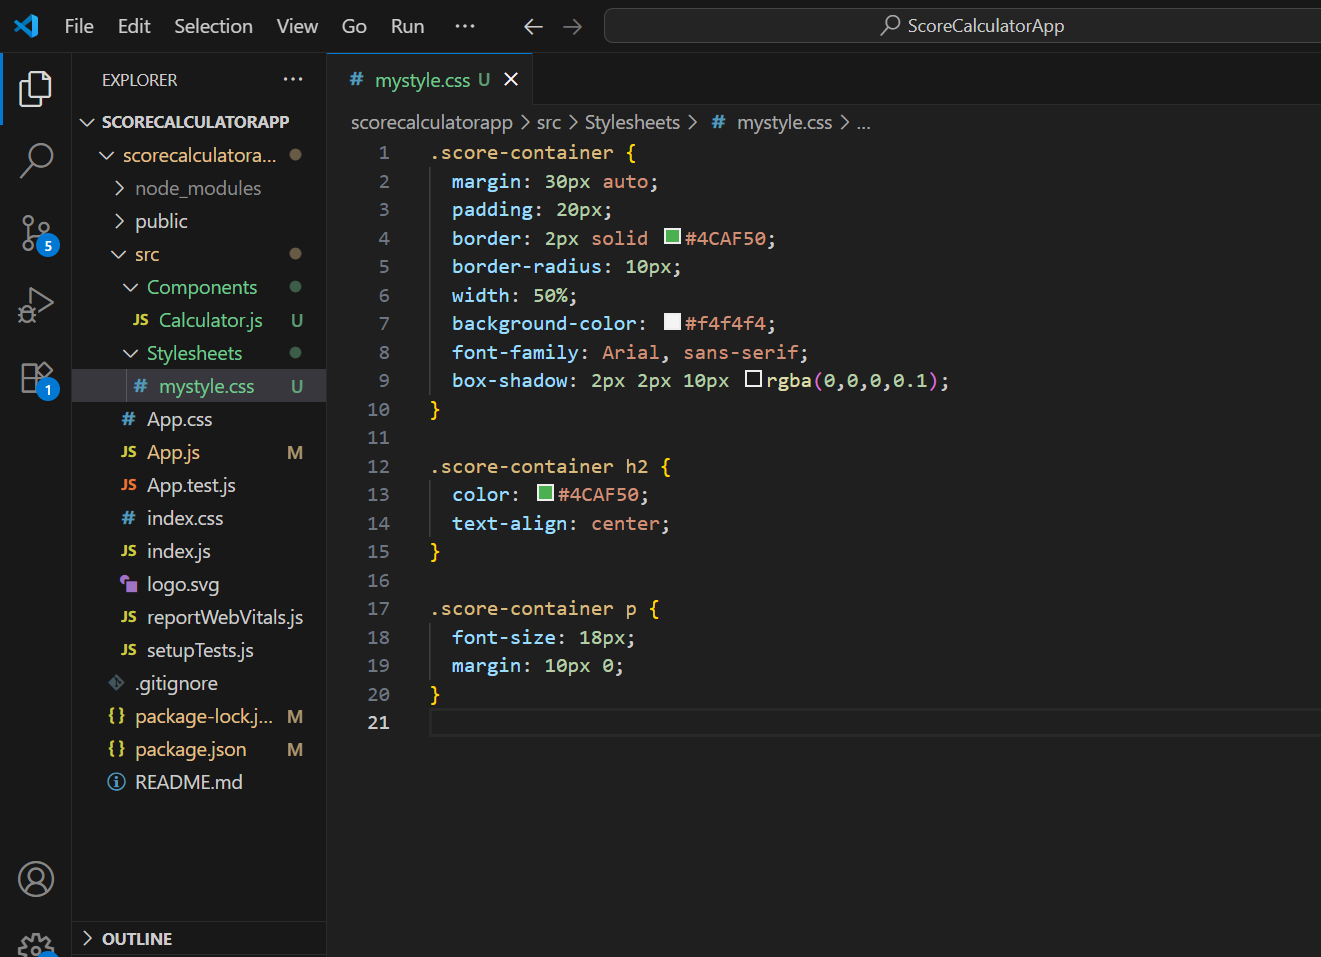 File Edit Selection View Go Run ...
ScoreCalculatorApp
EXPLORER ...
SCORECALCULATORAPP
scorecalculatora...
node_modules
public
src
Components
JS Calculator.js U
Stylesheets
# mystyle.css U
# App.css
JS App.js M
JS App.test.js
# index.css
JS index.js
logo.svg
JS reportWebVitals.js
JS setupTests.js
.gitignore
{} package-lock.j... M
{} package.json M
README.md
OUTLINE
5
1
# mystyle.css U
scorecalculatorapp > src > Stylesheets > # mystyle.css > ...
1 .score-container {
2 margin: 30px auto;
3 padding: 20px;
4 border: 2px solid #4CAF50;
5 border-radius: 10px;
6 width: 50%;
7 background-color: #f4f4f4;
8 font-family: Arial, sans-serif;
9 box-shadow: 2px 2px 10px rgba(0,0,0,0.1);
10 }
11
12 .score-container h2 {
13 color: #4CAF50;
14 text-align: center;
15 }
16
17 .score-container p {
18 font-size: 18px;
19 margin: 10px 0;
20 }
21